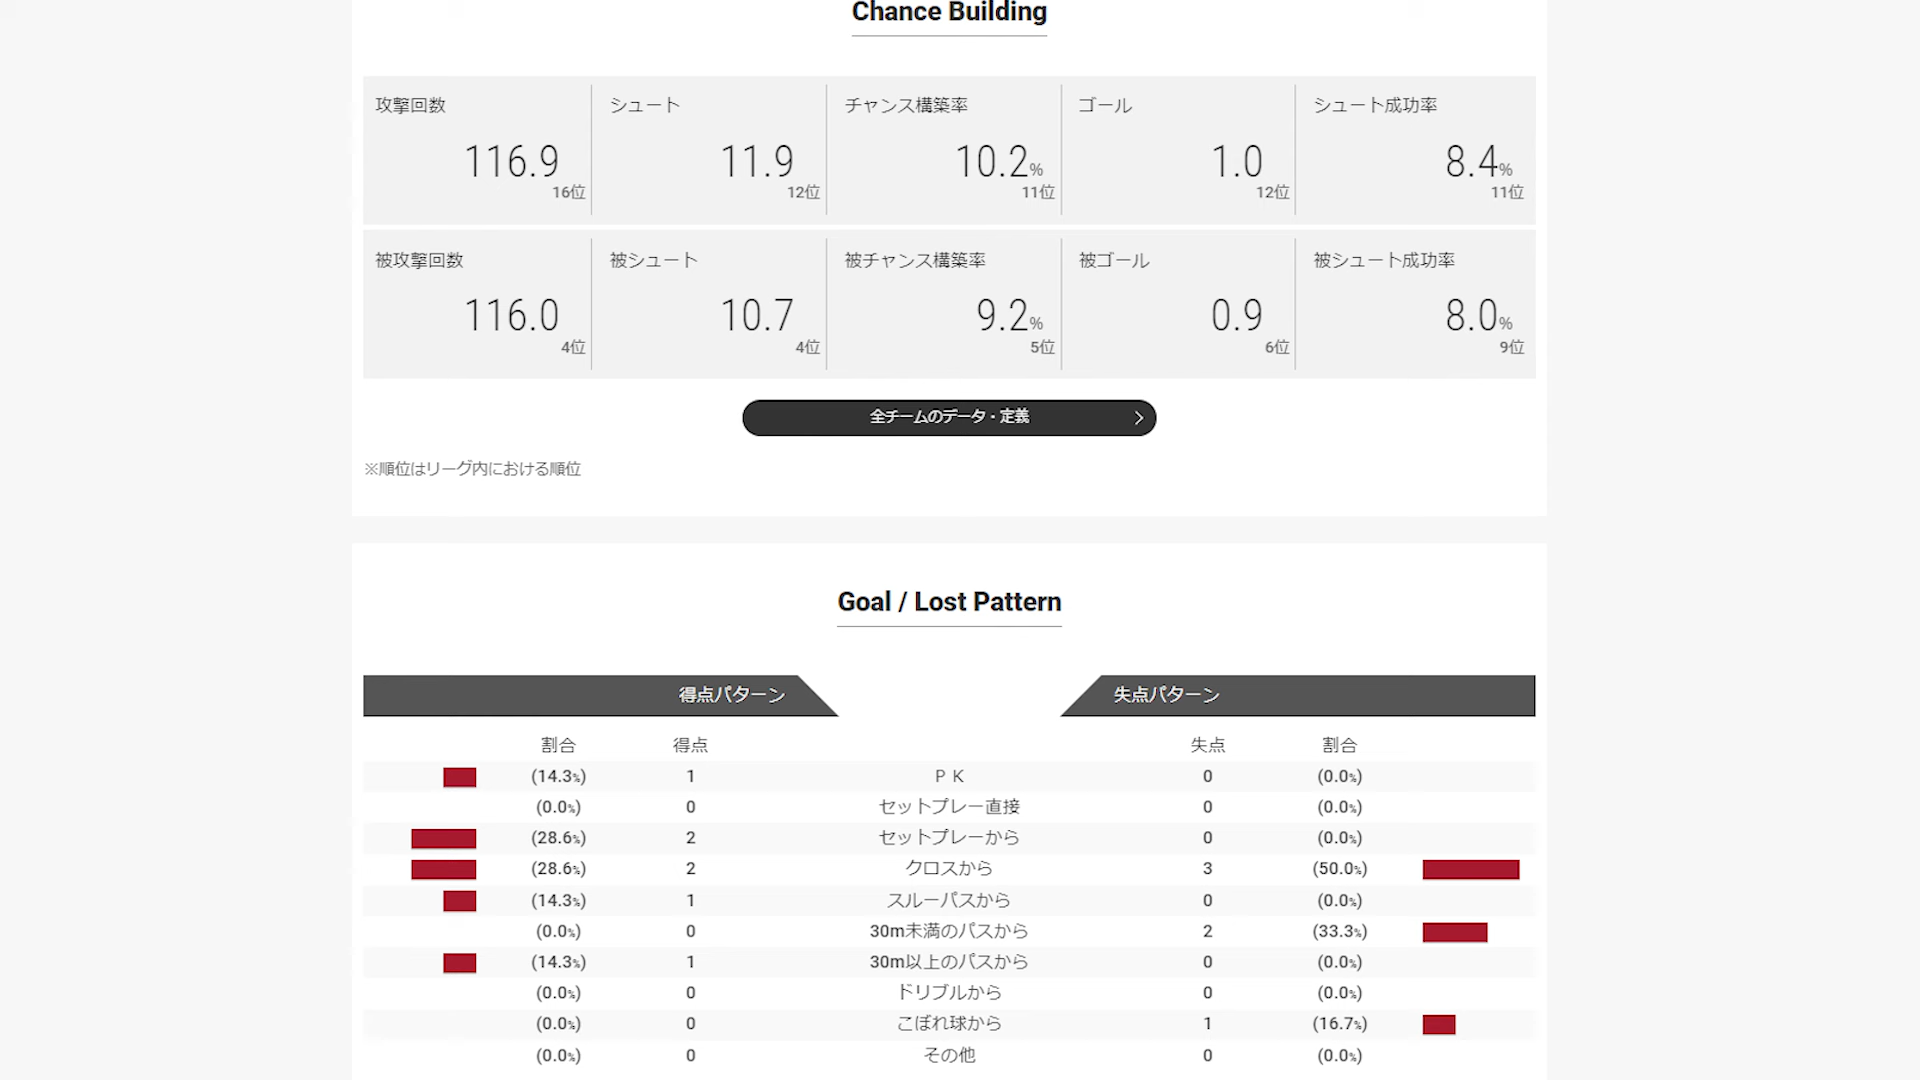 Chance Building
攻撃回数 シュート チャンス構築率 ゴール シュート成功率
116.9 11.9 10.2% 1.0 8.4%
16位 12位 11位 12位 11位
被攻撃回数 被シュート 被チャンス構築率 被ゴール 被シュート成功率
116.0 10.7 9.2% 0.9 8.0%
4位 4位 5位 6位 9位
全チームのデータ・定義
※順位はリーグ内における順位
Goal / Lost Pattern
得点パターン 失点パターン
割合 得点 失点 割合
(14.3%) 1 ＰＫ 0 (0.0%)
(0.0%) 0 セットプレー直接 0 (0.0%)
(28.6%) 2 セットプレーから 0 (0.0%)
(28.6%) 2 クロスから 3 (50.0%)
(14.3%) 1 スルーパスから 0 (0.0%)
(0.0%) 0 30m未満のパスから 2 (33.3%)
(14.3%) 1 30m以上のパスから 0 (0.0%)
(0.0%) 0 ドリブルから 0 (0.0%)
(0.0%) 0 こぼれ球から 1 (16.7%)
(0.0%) 0 その他 0 (0.0%)